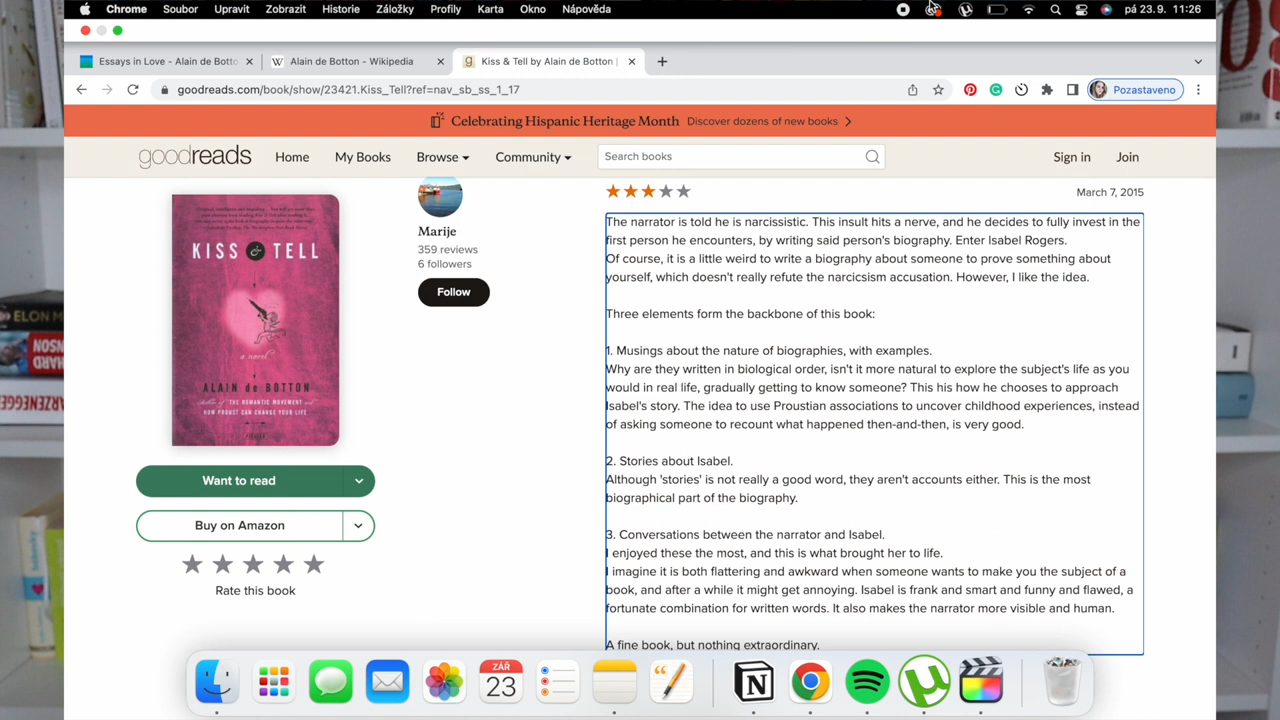 Chrome Soubor Upravit Zobrazit Historie Záložky Profily Karta Okno Nápověda pá 23.9. 11:26
Essays in Love - Alain de Botto Alain de Botton - Wikipedia Kiss & Tell by Alain de Botton |
goodreads.com/book/show/23421.Kiss_Tell?ref=nav_sb_ss_1_17 Pozastaveno
Celebrating Hispanic Heritage Month Discover dozens of new books
goodreads Home My Books Browse Community Search books Sign in Join
March 7, 2015
KISS & TELL
a novel
ALAIN de BOTTON
author of THE ROMANTIC MOVEMENT and
HOW PROUST CAN CHANGE YOUR LIFE
Want to read
Buy on Amazon
Rate this book
Marije
359 reviews
6 followers
Follow
The narrator is told he is narcissistic. This insult hits a nerve, and he decides to fully invest in the
first person he encounters, by writing said person's biography. Enter Isabel Rogers.
Of course, it is a little weird to write a biography about someone to prove something about
yourself, which doesn't really refute the narcicsism accusation. However, I like the idea.
Three elements form the backbone of this book:
1. Musings about the nature of biographies, with examples.
Why are they written in biological order, isn't it more natural to explore the subject's life as you
would in real life, gradually getting to know someone? This his how he chooses to approach
Isabel's story. The idea to use Proustian associations to uncover childhood experiences, instead
of asking someone to recount what happened then-and-then, is very good.
2. Stories about Isabel.
Although 'stories' is not really a good word, they aren't accounts either. This is the most
biographical part of the biography.
3. Conversations between the narrator and Isabel.
I enjoyed these the most, and this is what brought her to life.
I imagine it is both flattering and awkward when someone wants to make you the subject of a
book, and after a while it might get annoying. Isabel is frank and smart and funny and flawed, a
fortunate combination for written words. It also makes the narrator more visible and human.
A fine book, but nothing extraordinary.
ZÁŘ
23
ELON M